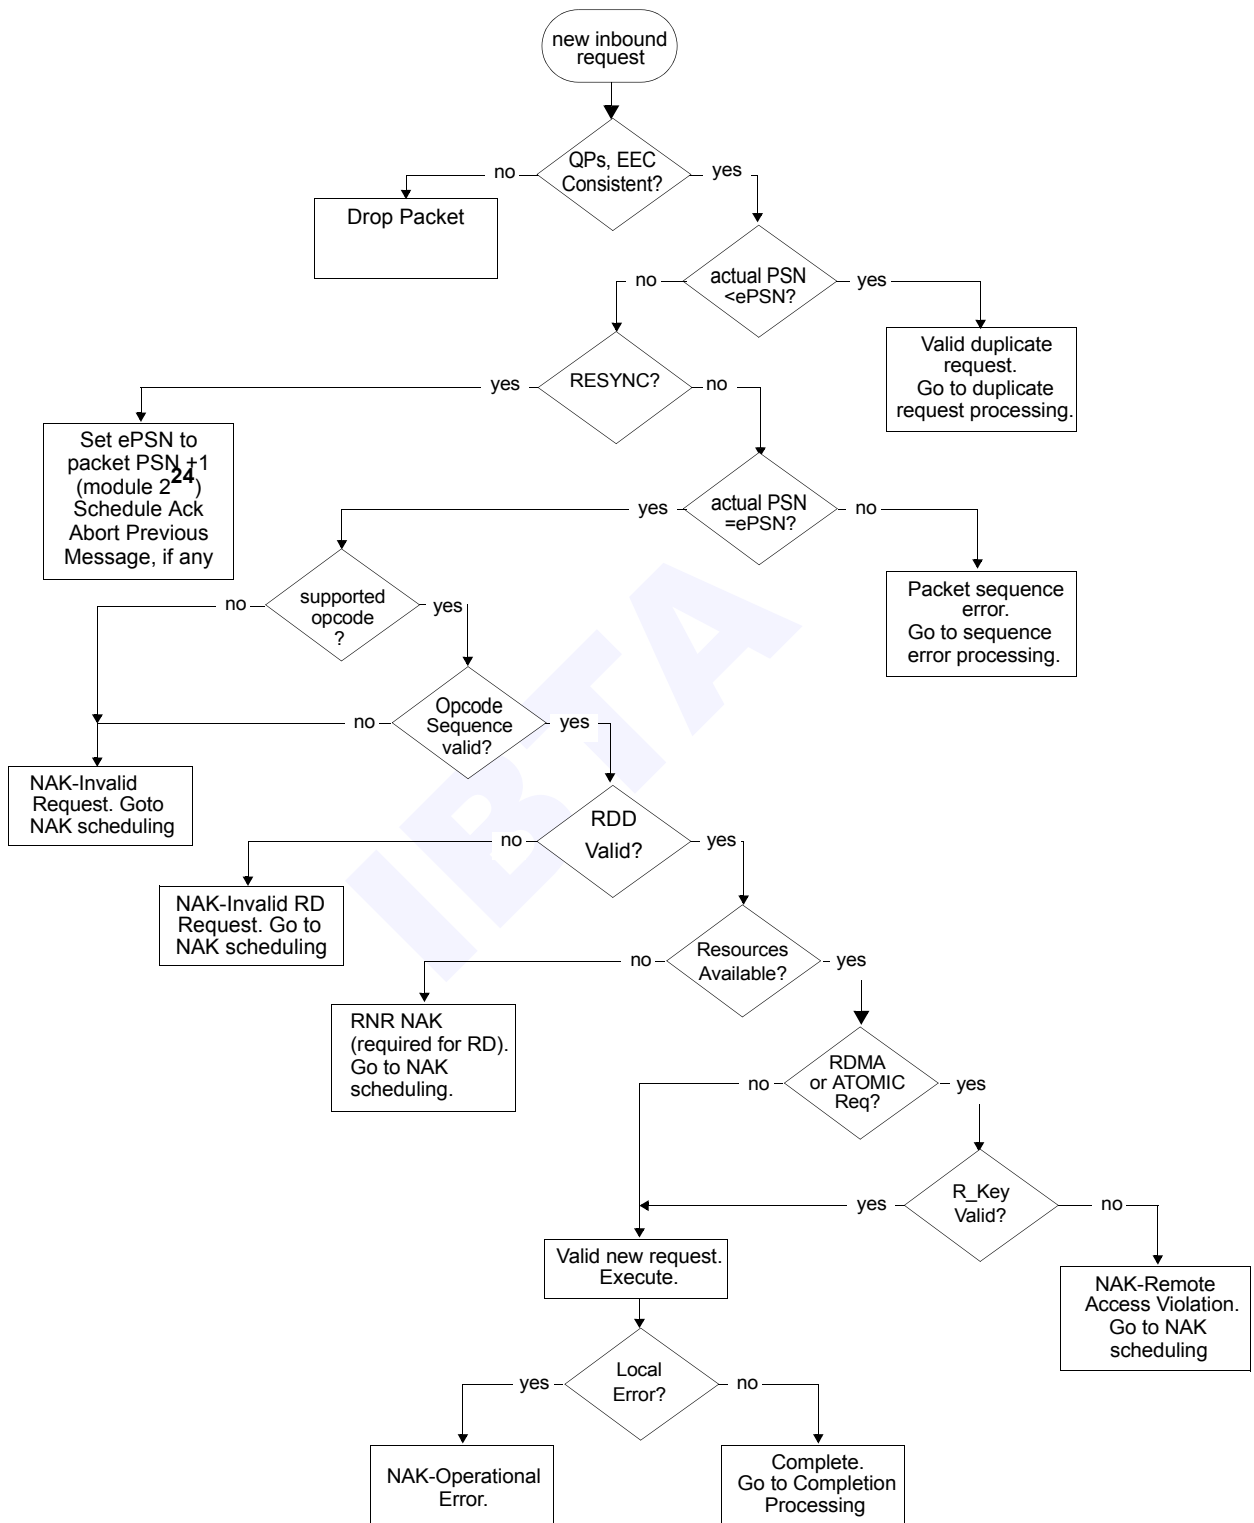 new inbound
request
QPs, EEC
Consistent?
no
yes
Drop Packet
actual PSN
<ePSN?
no
yes
Valid duplicate
request.
Go to duplicate
request processing.
RESYNC?
yes
no
Set ePSN to
packet PSN +1
(module 2^24)
Schedule Ack
Abort Previous
Message, if any
actual PSN
=ePSN?
yes
no
Packet sequence
error.
Go to sequence
error processing.
supported
opcode
?
no
yes
Opcode
Sequence
valid?
no
yes
NAK-Invalid
Request. Goto
NAK scheduling
RDD
Valid?
no
yes
NAK-Invalid RD
Request. Go to
NAK scheduling
Resources
Available?
no
yes
RNR NAK
(required for RD).
Go to NAK
scheduling.
RDMA
or ATOMIC
Req?
no
yes
R_Key
Valid?
yes
no
Valid new request.
Execute.
NAK-Remote
Access Violation.
Go to NAK
scheduling
Local
Error?
yes
no
NAK-Operational
Error.
Complete.
Go to Completion
Processing
IBTA